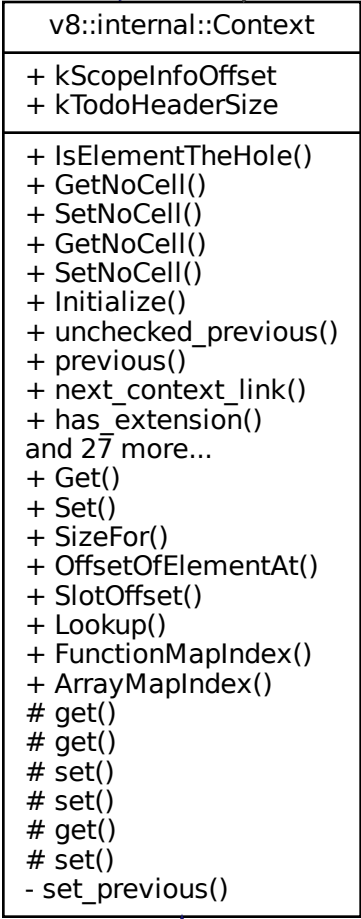 v8::internal::Context
+ kScopeInfoOffset
+ kTodoHeaderSize
+ IsElementTheHole()
+ GetNoCell()
+ SetNoCell()
+ GetNoCell()
+ SetNoCell()
+ Initialize()
+ unchecked_previous()
+ previous()
+ next_context_link()
+ has_extension()
and 27 more...
+ Get()
+ Set()
+ SizeFor()
+ OffsetOfElementAt()
+ SlotOffset()
+ Lookup()
+ FunctionMapIndex()
+ ArrayMapIndex()
# get()
# get()
# set()
# set()
# get()
# set()
- set_previous()